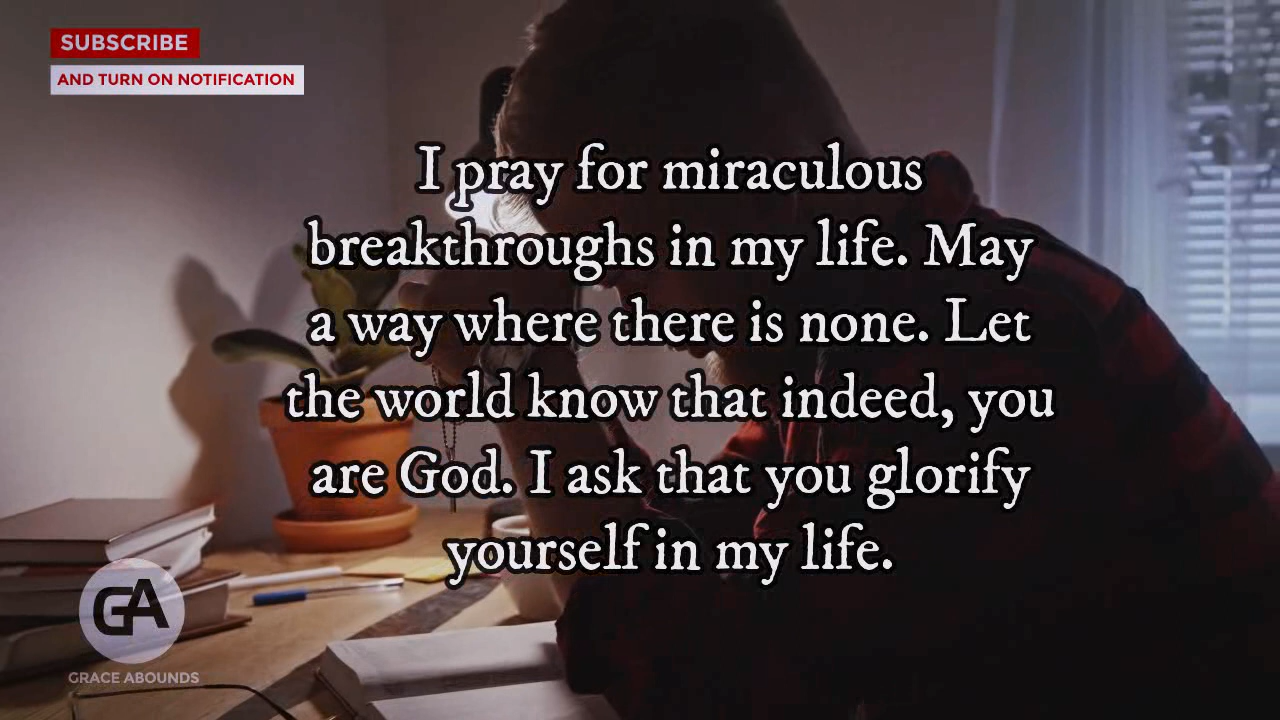 SUBSCRIBE
AND TURN ON NOTIFICATION
I pray for miraculous
breakthroughs in my life. May
a way where there is none. Let
the world know that indeed, you
are God. I ask that you glorify
yourself in my life.
GA
GRACE ABOUNDS